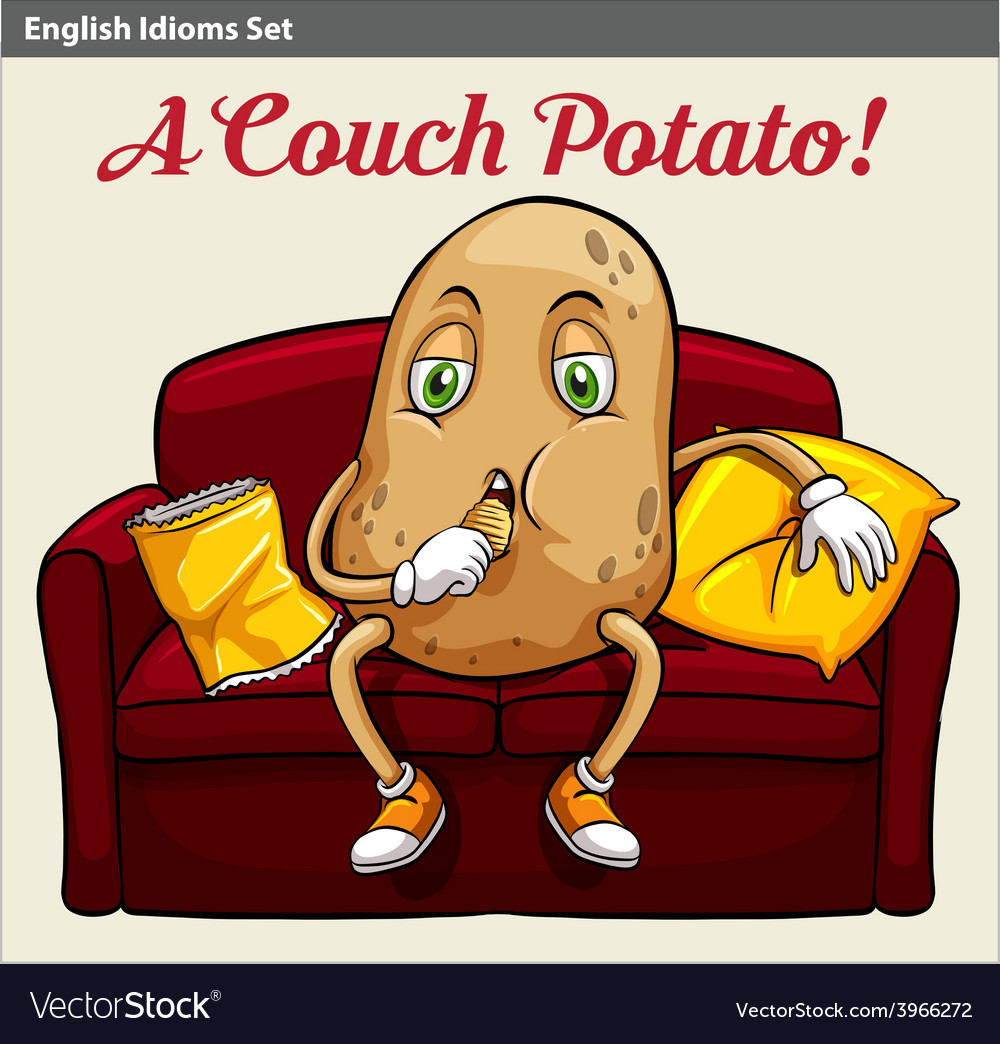 English Idioms Set
A Couch Potato!
VectorStock®
VectorStock.com/3966272